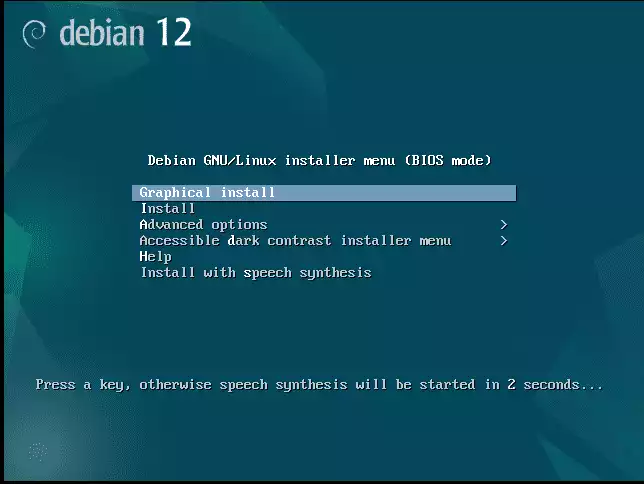 debian 12
Debian GNU/Linux installer menu (BIOS mode)
Graphical install
Install
Advanced options >
Accessible dark contrast installer menu >
Help
Install with speech synthesis
Press a key, otherwise speech synthesis will be started in 2 seconds...